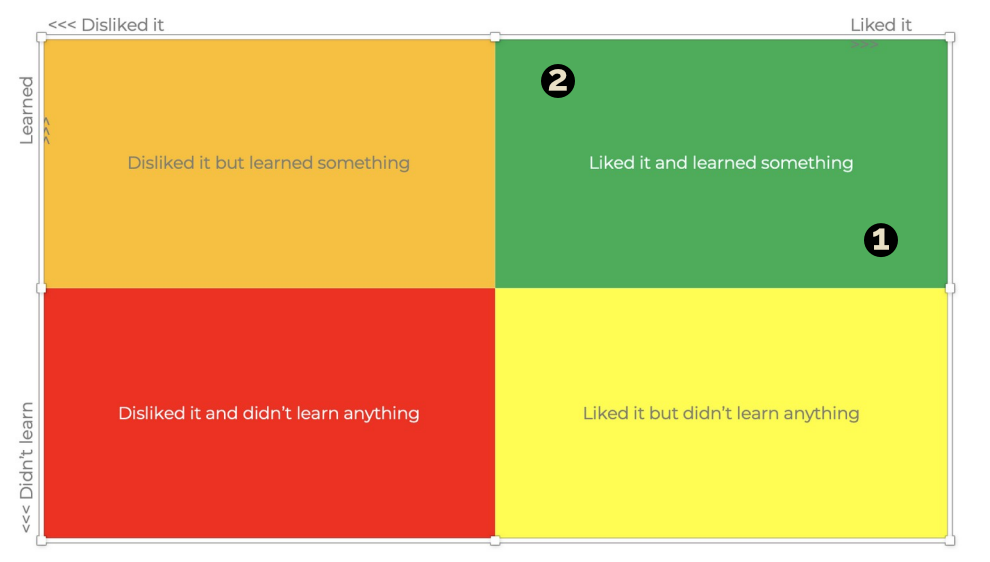 <<< Disliked it
Liked it
>>>
Learned
>>>
2
Disliked it but learned something
Liked it and learned something
1
Disliked it and didn’t learn anything
Liked it but didn’t learn anything
<<< Didn’t learn